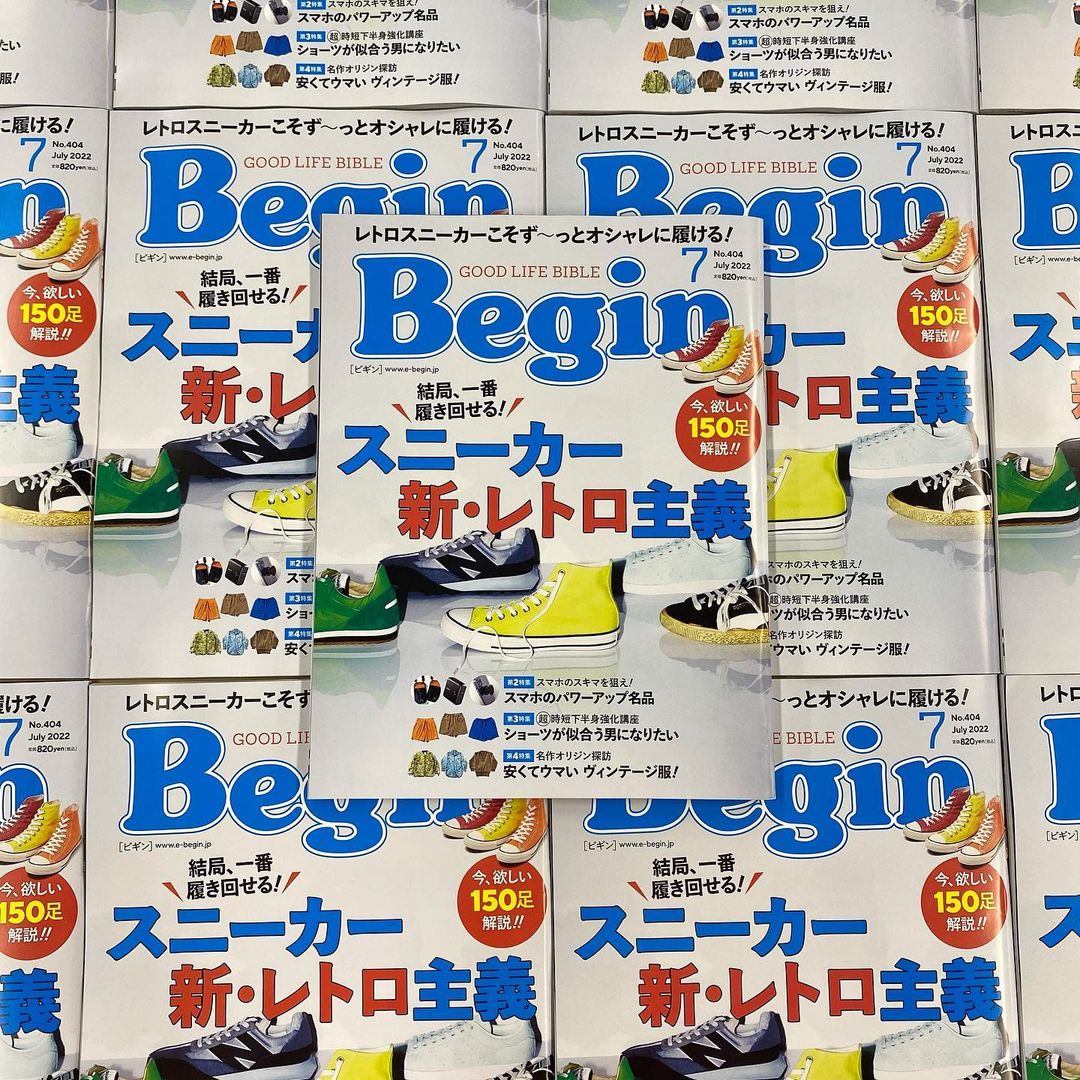 レトロスニーカーこそず〜っとオシャレに履ける!
GOOD LIFE BIBLE
Begin
7
No.404
July 2022
定価820yen[税込]
[ビギン] www.e-begin.jp
結局、一番
履き回せる!
今、欲しい
150足
解説!!
スニーカー
新・レトロ主義
第2特集 スマホのスキマを狙え!
スマホのパワーアップ名品
第3特集 超時短下半身強化講座
ショーツが似合う男になりたい
第4特集 名作オリジン探訪
安くてウマい ヴィンテージ服!